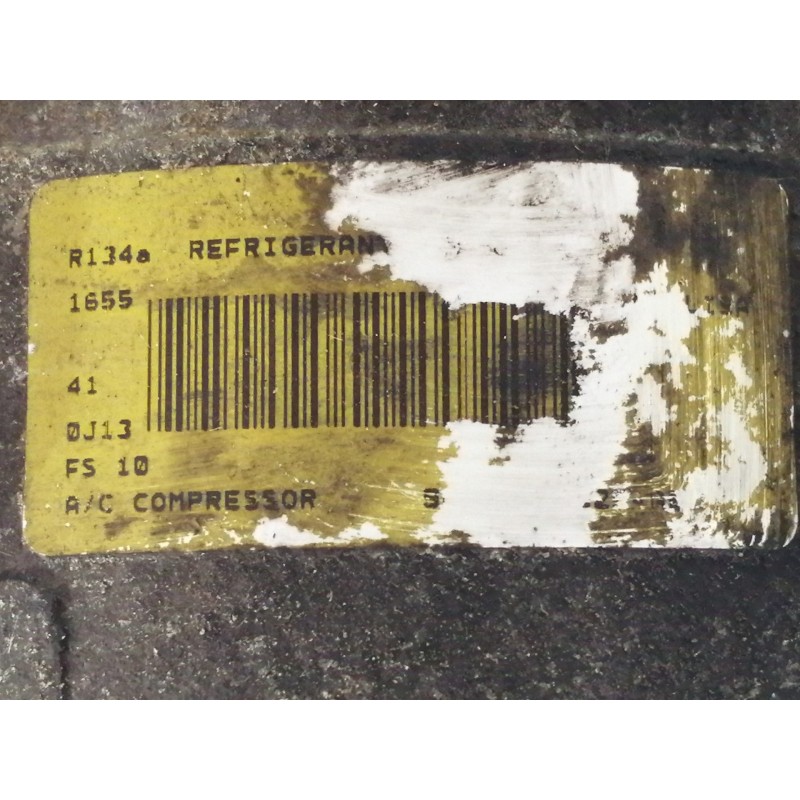 R134a REFRIGERAN
1655
41
0J13
FS 10
A/C COMPRESSOR